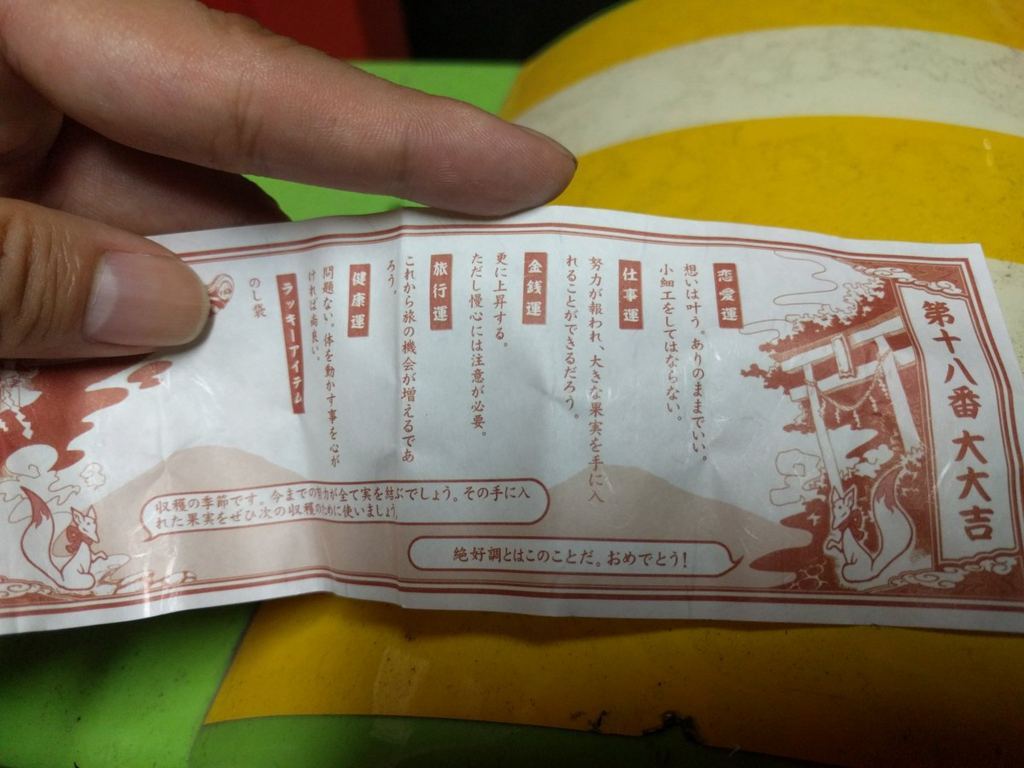 第十八番 大大吉
恋愛運
想いは叶う。ありのままでいい。
小細工をしてはならない。
仕事運
努力が報われ、大きな果実を手に入
れることができるだろう。
金銭運
更に上昇する。
ただし慢心には注意が必要。
旅行運
これから旅の機会が増えるであ
ろう。
健康運
問題ない。体を動かす事を心が
ければ尚良い。
ラッキーアイテム
のし袋
絶好調とはこのことだ。おめでとう!
収穫の季節です。今までの努力が全て実を結ぶでしょう。その手に入
れた果実をぜひ次の収穫のために使いましょう。